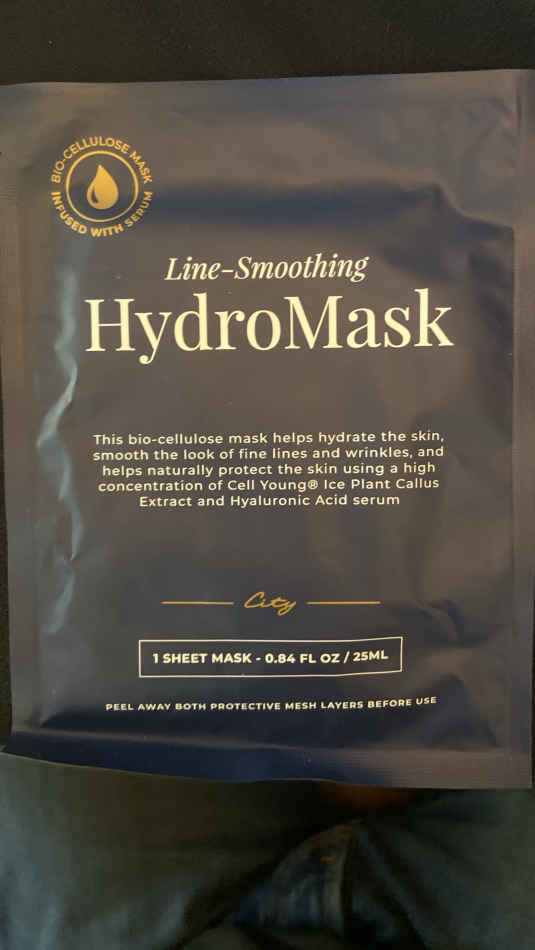 BIO-CELLULOSE MASK
INFUSED WITH SERUM
Line-Smoothing
HydroMask
This bio-cellulose mask helps hydrate the skin,
smooth the look of fine lines and wrinkles, and
helps naturally protect the skin using a high
concentration of Cell Young® Ice Plant Callus
Extract and Hyaluronic Acid serum
City
1 SHEET MASK - 0.84 FL OZ / 25ML
PEEL AWAY BOTH PROTECTIVE MESH LAYERS BEFORE USE